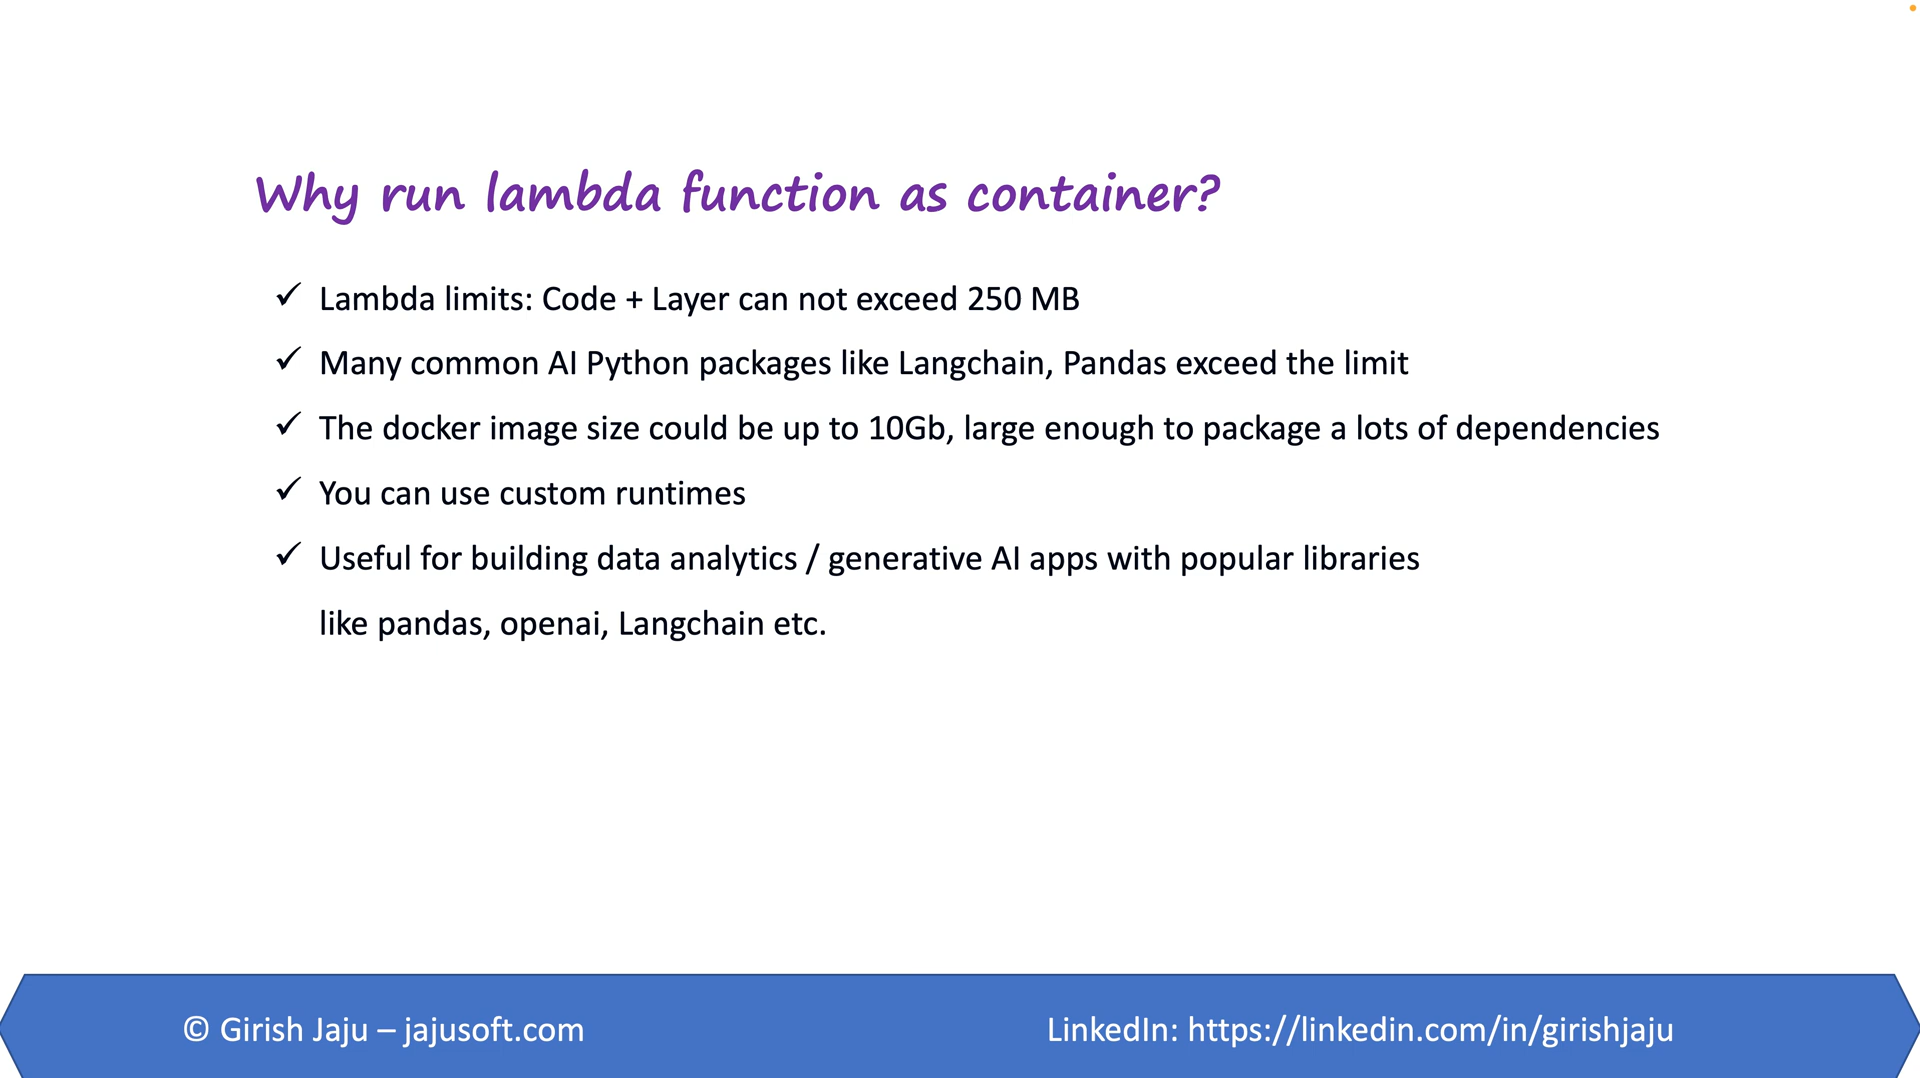 Why run lambda function as container?
✓ Lambda limits: Code + Layer can not exceed 250 MB
✓ Many common AI Python packages like Langchain, Pandas exceed the limit
✓ The docker image size could be up to 10Gb, large enough to package a lots of dependencies
✓ You can use custom runtimes
✓ Useful for building data analytics / generative AI apps with popular libraries
like pandas, openai, Langchain etc.
© Girish Jaju – jajusoft.com
LinkedIn: https://linkedin.com/in/girishjaju